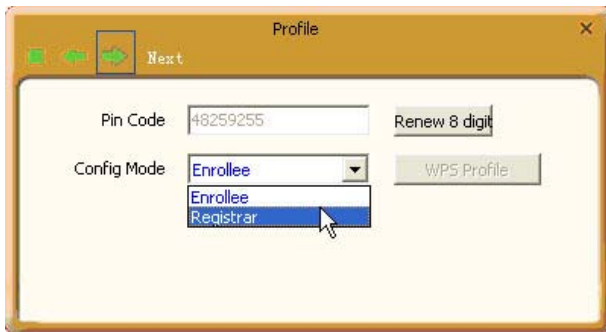 Profile
Next
Pin Code 48259255 Renew 8 digit
Config Mode Enrollee WPS Profile
Enrollee
Registrar